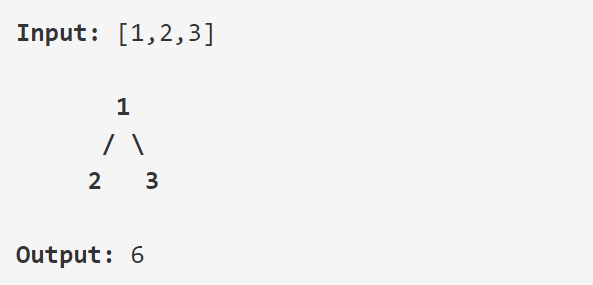 Input: [1,2,3]
1
/ \
2 3
Output: 6